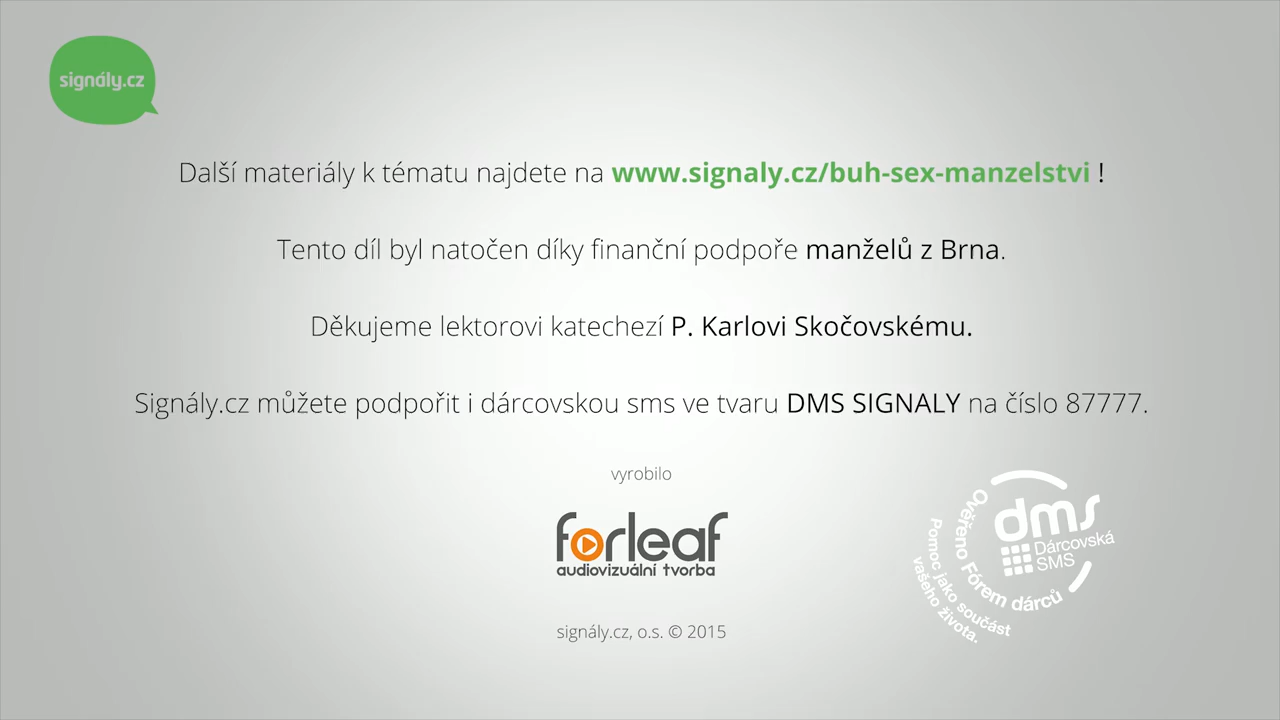 signály.cz
Další materiály k tématu najdete na www.signaly.cz/buh-sex-manzelstvi !
Tento díl byl natočen díky finanční podpoře manželů z Brna.
Děkujeme lektorovi katechezí P. Karlovi Skočovskému.
Signály.cz můžete podpořit i dárcovskou sms ve tvaru DMS SIGNALY na číslo 87777.
vyrobilo
forleaf
audiovizuální tvorba
signály.cz, o.s. © 2015
dms
Dárcovská
SMS
Ověřeno Fórem dárců
Pomoc jako součást
vašeho života.